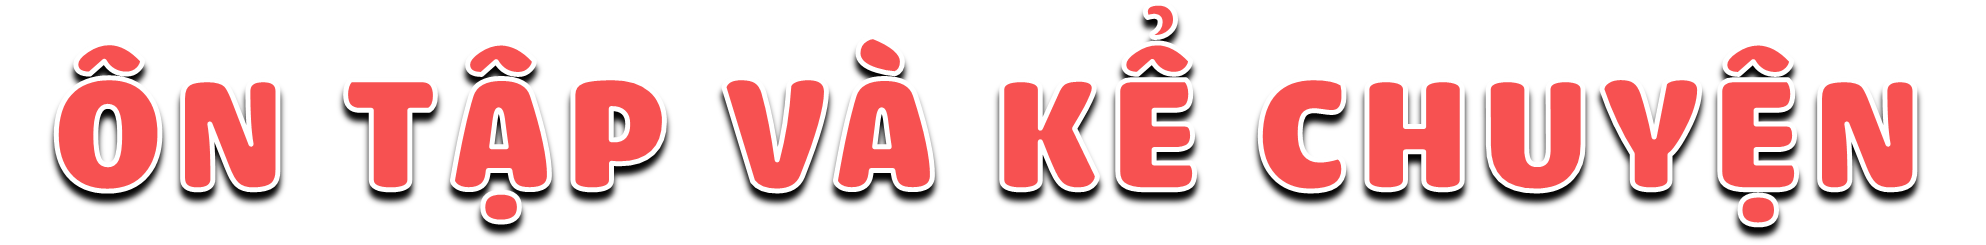 ÔN TẬP VÀ KỂ CHUYỆN